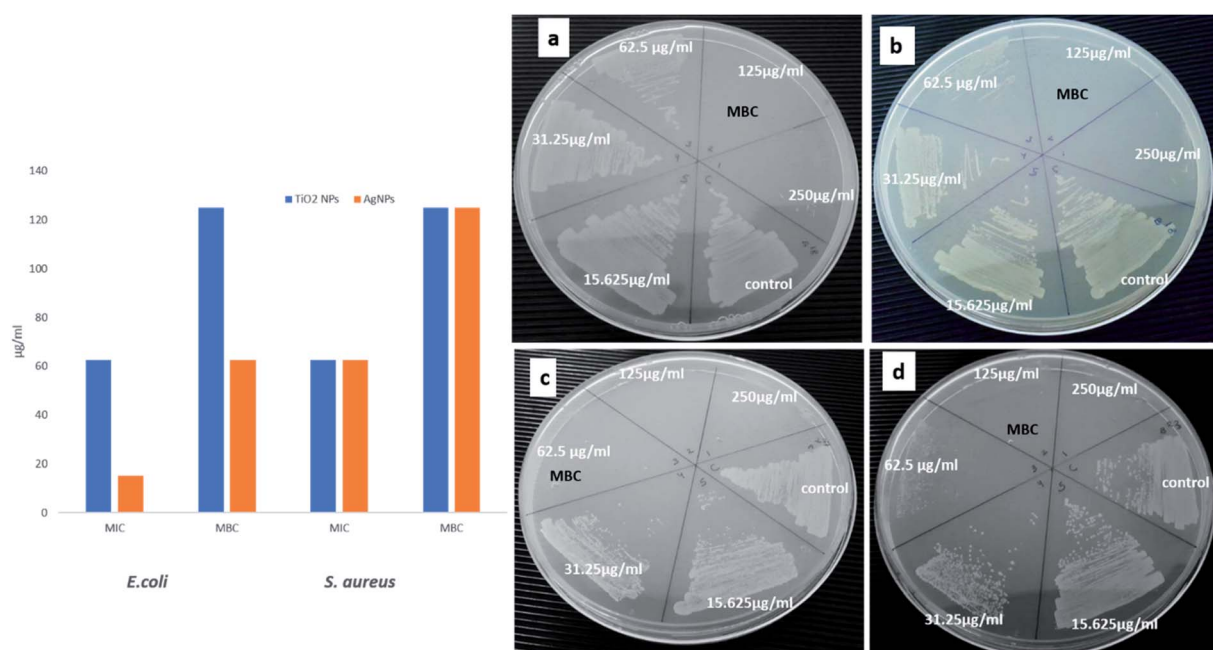 140
120
100
80
60
40
20
0
µg/ml
TiO2 NPs
AgNPs
MIC
MBC
MIC
MBC
E.coli
S. aureus
a
62.5 µg/ml
125µg/ml
MBC
31.25µg/ml
250µg/ml
15.625µg/ml
control
b
62.5 µg/ml
125µg/ml
MBC
31.25µg/ml
250µg/ml
15.625µg/ml
control
c
125µg/ml
250µg/ml
62.5 µg/ml
MBC
control
31.25µg/ml
15.625µg/ml
d
125µg/ml
250µg/ml
MBC
62.5 µg/ml
control
31.25µg/ml
15.625µg/ml